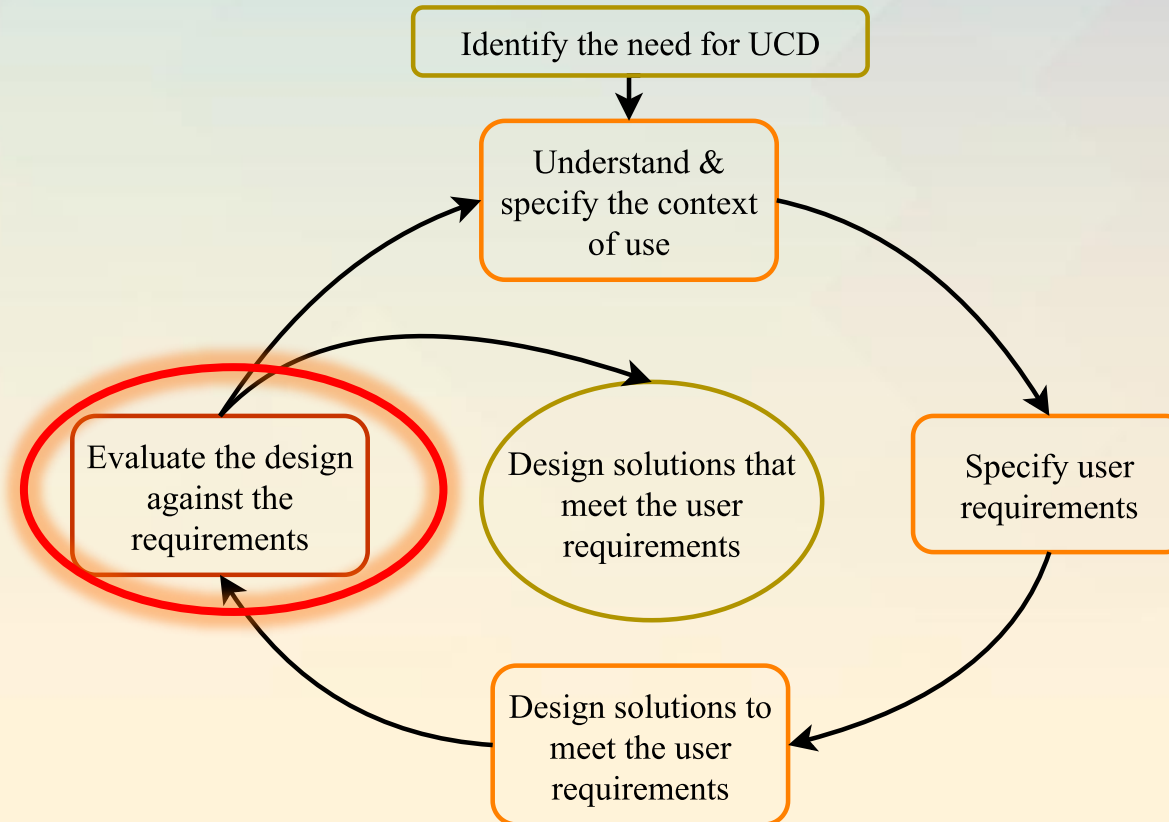 Identify the need for UCD
Understand &
specify the context
of use
Evaluate the design
against the
requirements
Design solutions that
meet the user
requirements
Specify user
requirements
Design solutions to
meet the user
requirements